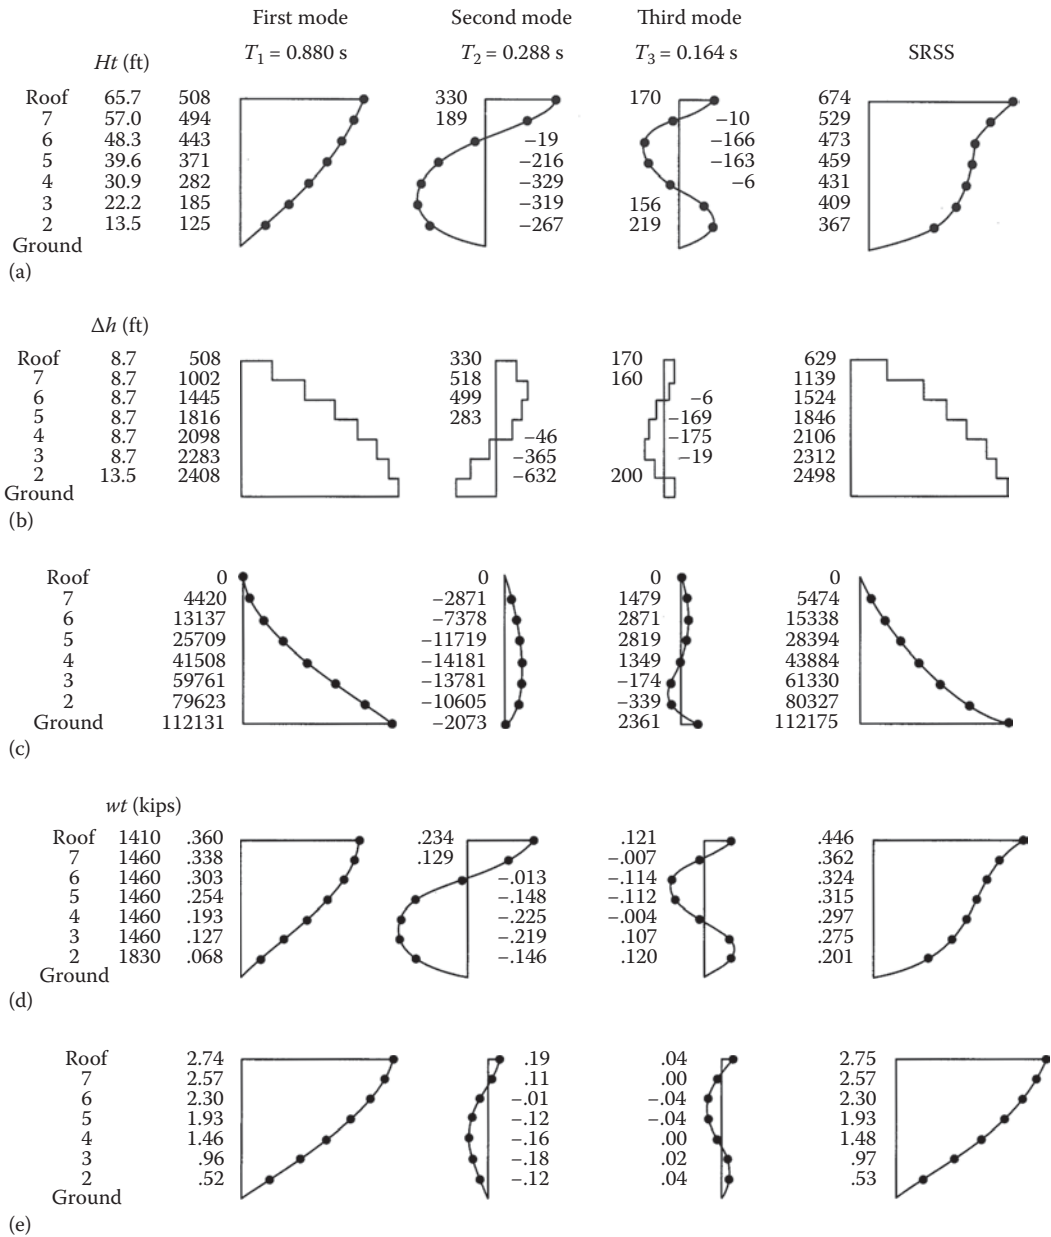 First mode Second mode Third mode
Ht (ft) T1 = 0.880 s T2 = 0.288 s T3 = 0.164 s SRSS
Roof 65.7 508 330 170 674
7 57.0 494 189 –10 529
6 48.3 443 –19 –166 473
5 39.6 371 –216 –163 459
4 30.9 282 –329 –6 431
3 22.2 185 –319 156 409
2 13.5 125 –267 219 367
Ground
(a)
Δh (ft)
Roof 8.7 508 330 170 629
7 8.7 1002 518 160 1139
6 8.7 1445 499 –6 1524
5 8.7 1816 283 –169 1846
4 8.7 2098 –46 –175 2106
3 8.7 2283 –365 –19 2312
2 13.5 2408 –632 200 2498
Ground
(b)
Roof 0 0 0 0
7 4420 –2871 1479 5474
6 13137 –7378 2871 15338
5 25709 –11719 2819 28394
4 41508 –14181 1349 43884
3 59761 –13781 –174 61330
2 79623 –10605 –339 80327
Ground 112131 –2073 2361 112175
(c)
wt (kips)
Roof 1410 .360 .234 .121 .446
7 1460 .338 .129 –.007 .362
6 1460 .303 –.013 –.114 .324
5 1460 .254 –.148 –.112 .315
4 1460 .193 –.225 –.004 .297
3 1460 .127 –.219 .107 .275
2 1830 .068 –.146 .120 .201
Ground
(d)
Roof 2.74 .19 .04 2.75
7 2.57 .11 .00 2.57
6 2.30 –.01 –.04 2.30
5 1.93 –.12 –.04 1.93
4 1.46 –.16 .00 1.48
3 .96 –.18 .02 .97
2 .52 –.12 .04 .53
Ground
(e)